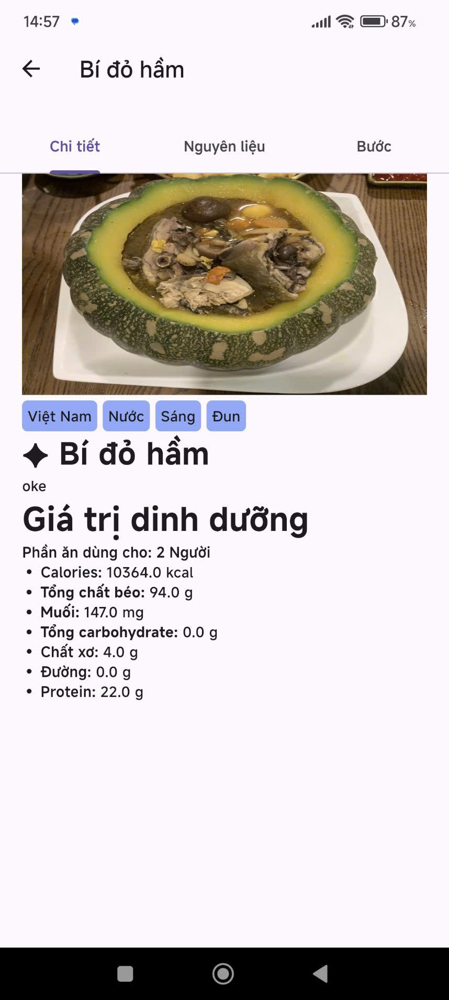 14:57
87%
Bí đỏ hầm
Chi tiết
Nguyên liệu
Bước
Việt Nam
Nước
Sáng
Đun
Bí đỏ hầm
oke
Giá trị dinh dưỡng
Phần ăn dùng cho: 2 Người
• Calories: 10364.0 kcal
• Tổng chất béo: 94.0 g
• Muối: 147.0 mg
• Tổng carbohydrate: 0.0 g
• Chất xơ: 4.0 g
• Đường: 0.0 g
• Protein: 22.0 g